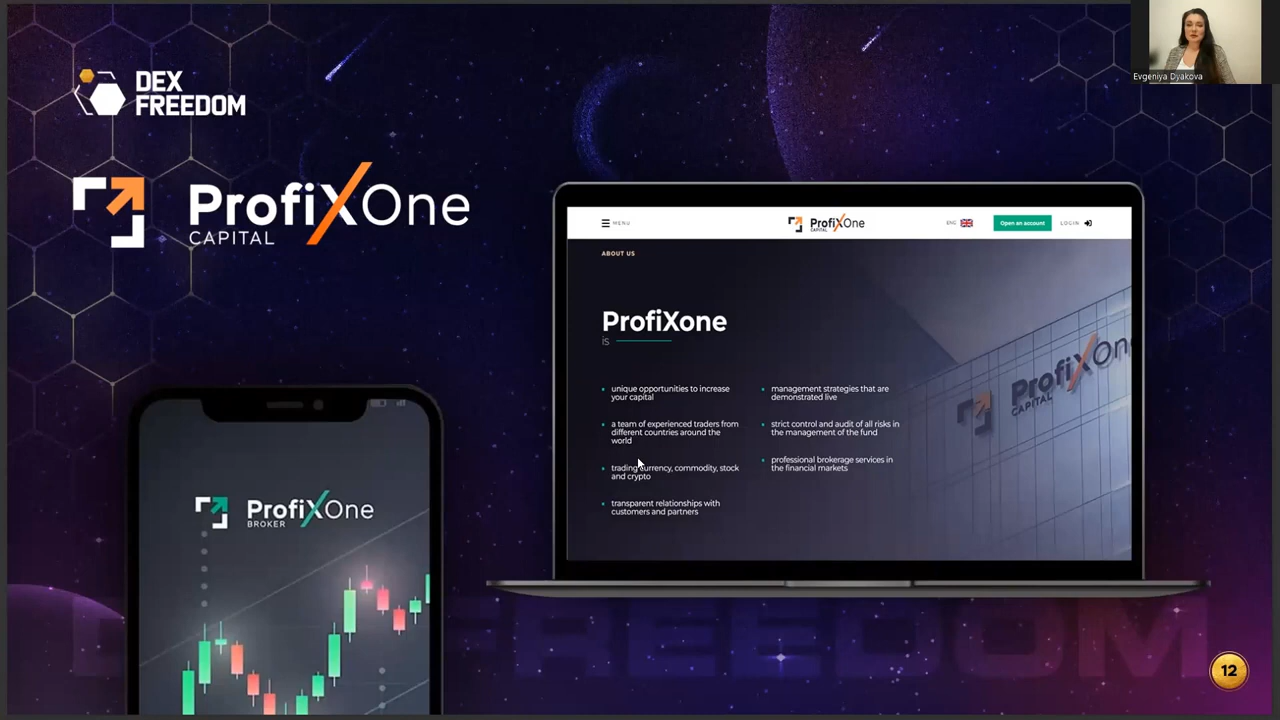 Evgeniya Dyakova
DEX
FREEDOM
ProfiXOne
CAPITAL
MENU
ProfiXOne
CAPITAL
ENG
Open an account
LOGIN
ABOUT US
ProfiXone
is
unique opportunities to increase
your capital
a team of experienced traders from
different countries around the
world
trading currency, commodity, stock
and crypto
transparent relationships with
customers and partners
management strategies that are
demonstrated live
strict control and audit of all risks in
the management of the fund
professional brokerage services in
the financial markets
ProfiXOn
CAPITAL
ProfiXOne
BROKER
FREEDOM
12